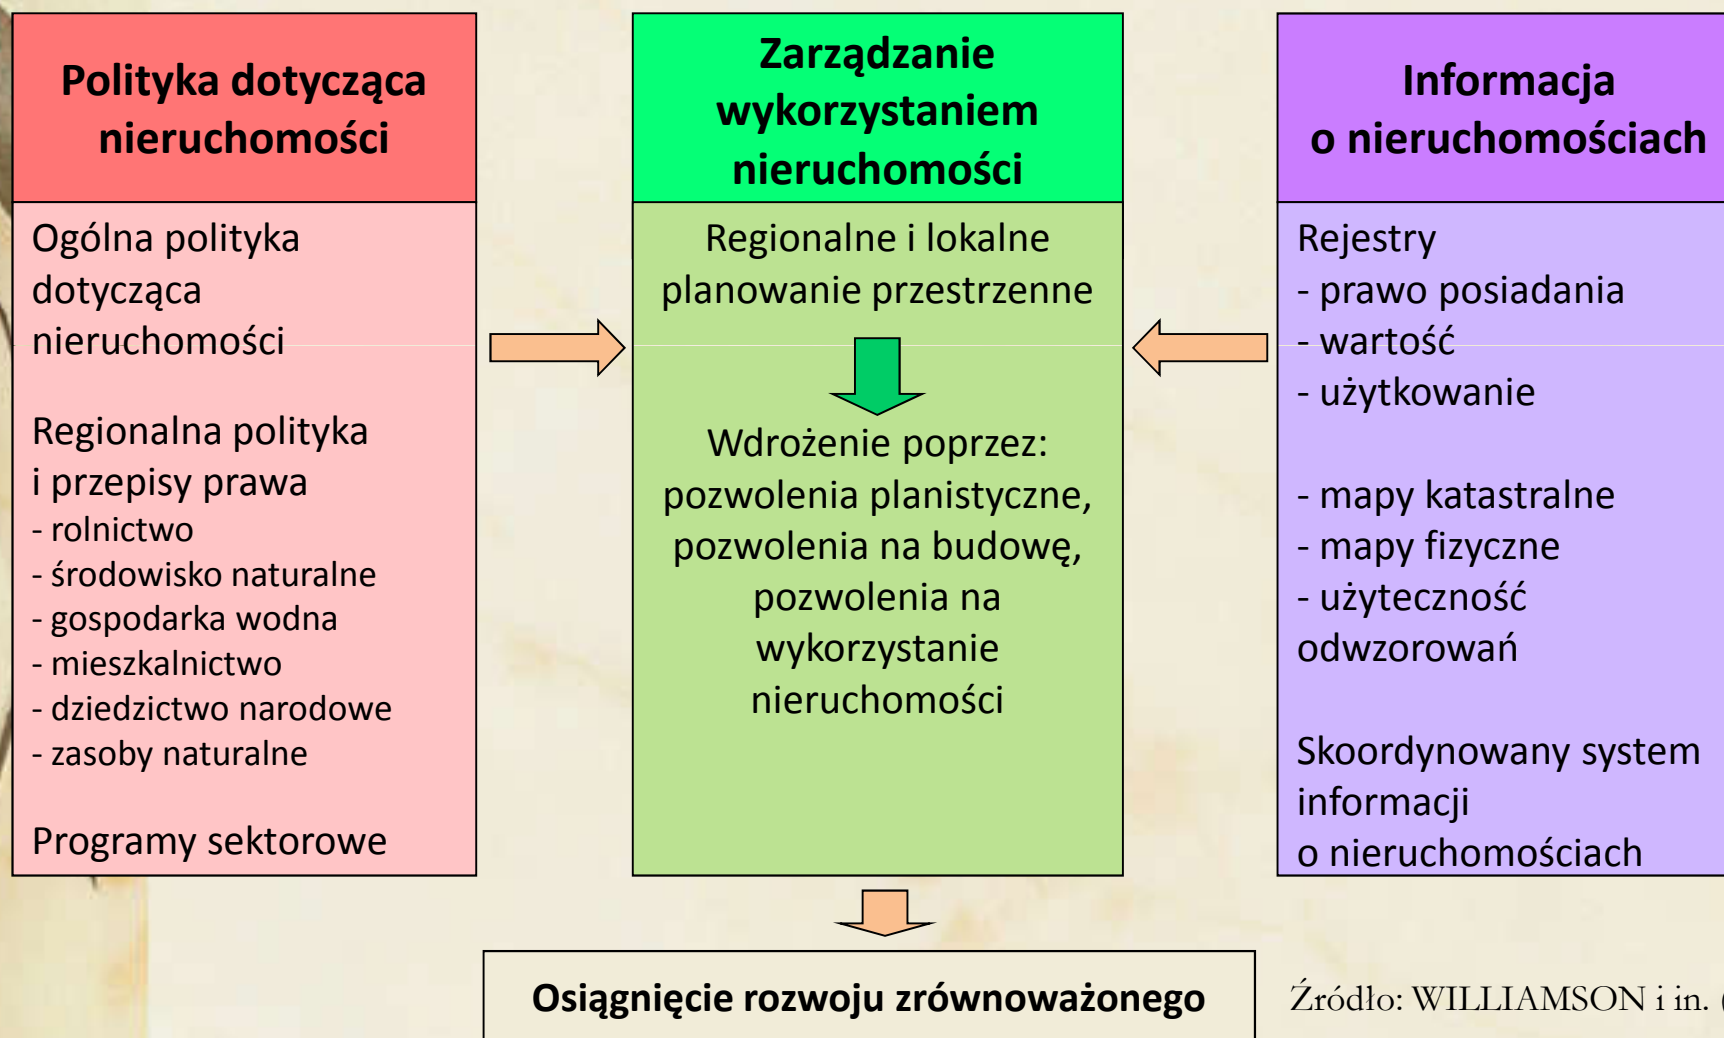 Polityka dotycząca
nieruchomości
Ogólna polityka
dotycząca
nieruchomości
Regionalna polityka
i przepisy prawa
- rolnictwo
- środowisko naturalne
- gospodarka wodna
- mieszkalnictwo
- dziedzictwo narodowe
- zasoby naturalne
Programy sektorowe
Zarządzanie
wykorzystaniem
nieruchomości
Regionalne i lokalne
planowanie przestrzenne
Wdrożenie poprzez:
pozwolenia planistyczne,
pozwolenia na budowę,
pozwolenia na
wykorzystanie
nieruchomości
Informacja
o nieruchomościach
Rejestry
- prawo posiadania
- wartość
- użytkowanie
- mapy katastralne
- mapy fizyczne
- użyteczność
odwzorowań
Skoordynowany system
informacji
o nieruchomościach
Osiągnięcie rozwoju zrównoważonego
Źródło: WILLIAMSON i in. (